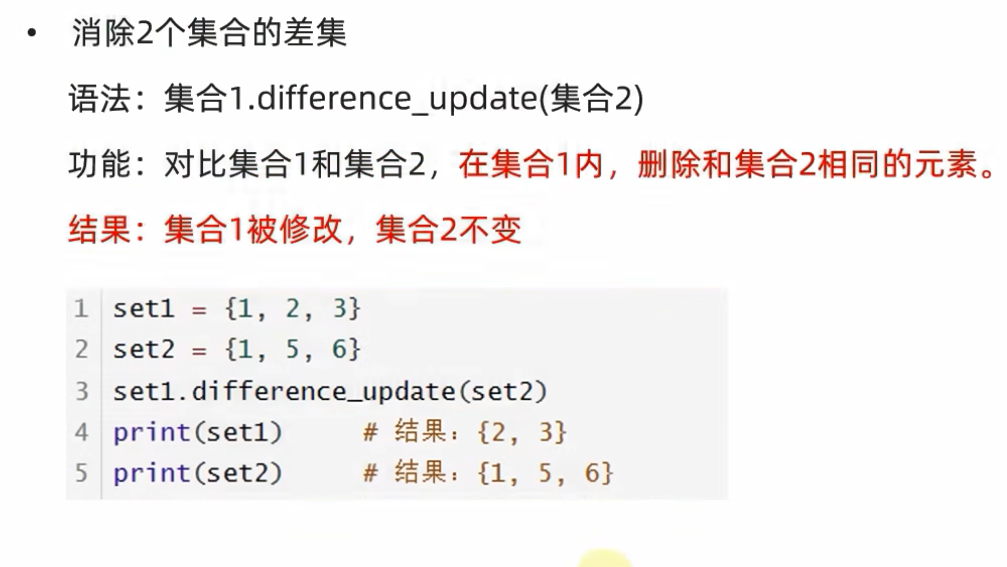 • 消除2个集合的差集
语法：集合1.difference_update(集合2)
功能：对比集合1和集合2，在集合1内，删除和集合2相同的元素。
结果：集合1被修改，集合2不变
1 set1 = {1, 2, 3}
2 set2 = {1, 5, 6}
3 set1.difference_update(set2)
4 print(set1)     # 结果：{2, 3}
5 print(set2)     # 结果：{1, 5, 6}